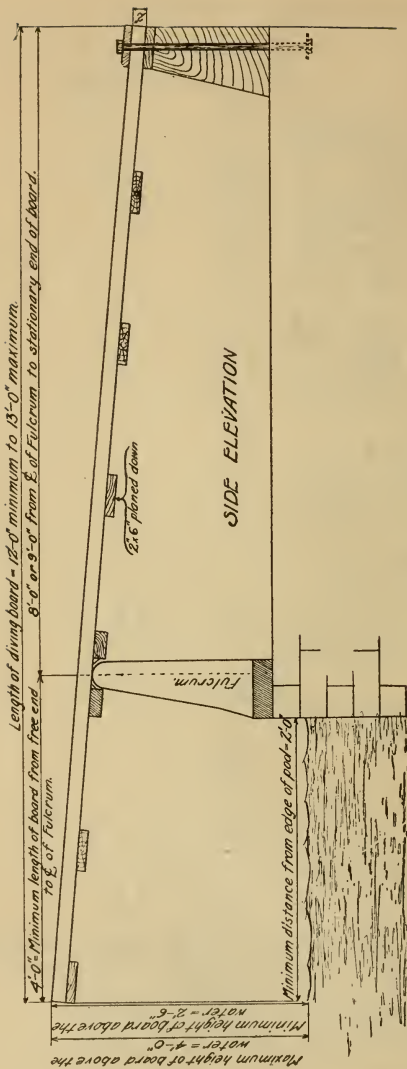 Length of diving board = 12'-0" minimum to 13'-0" maximum.
4'-0" = Minimum length of board from free end
to ℄ of Fulcrum.
8'-0" or 9'-0" from ℄ of Fulcrum to stationary end of board.
2"x6" planed down
SIDE ELEVATION
Fulcrum.
Minimum distance from edge of pool = 2'-0"
Minimum height of board above the
water = 2'-6"
Maximum height of board above the
water = 4'-0"